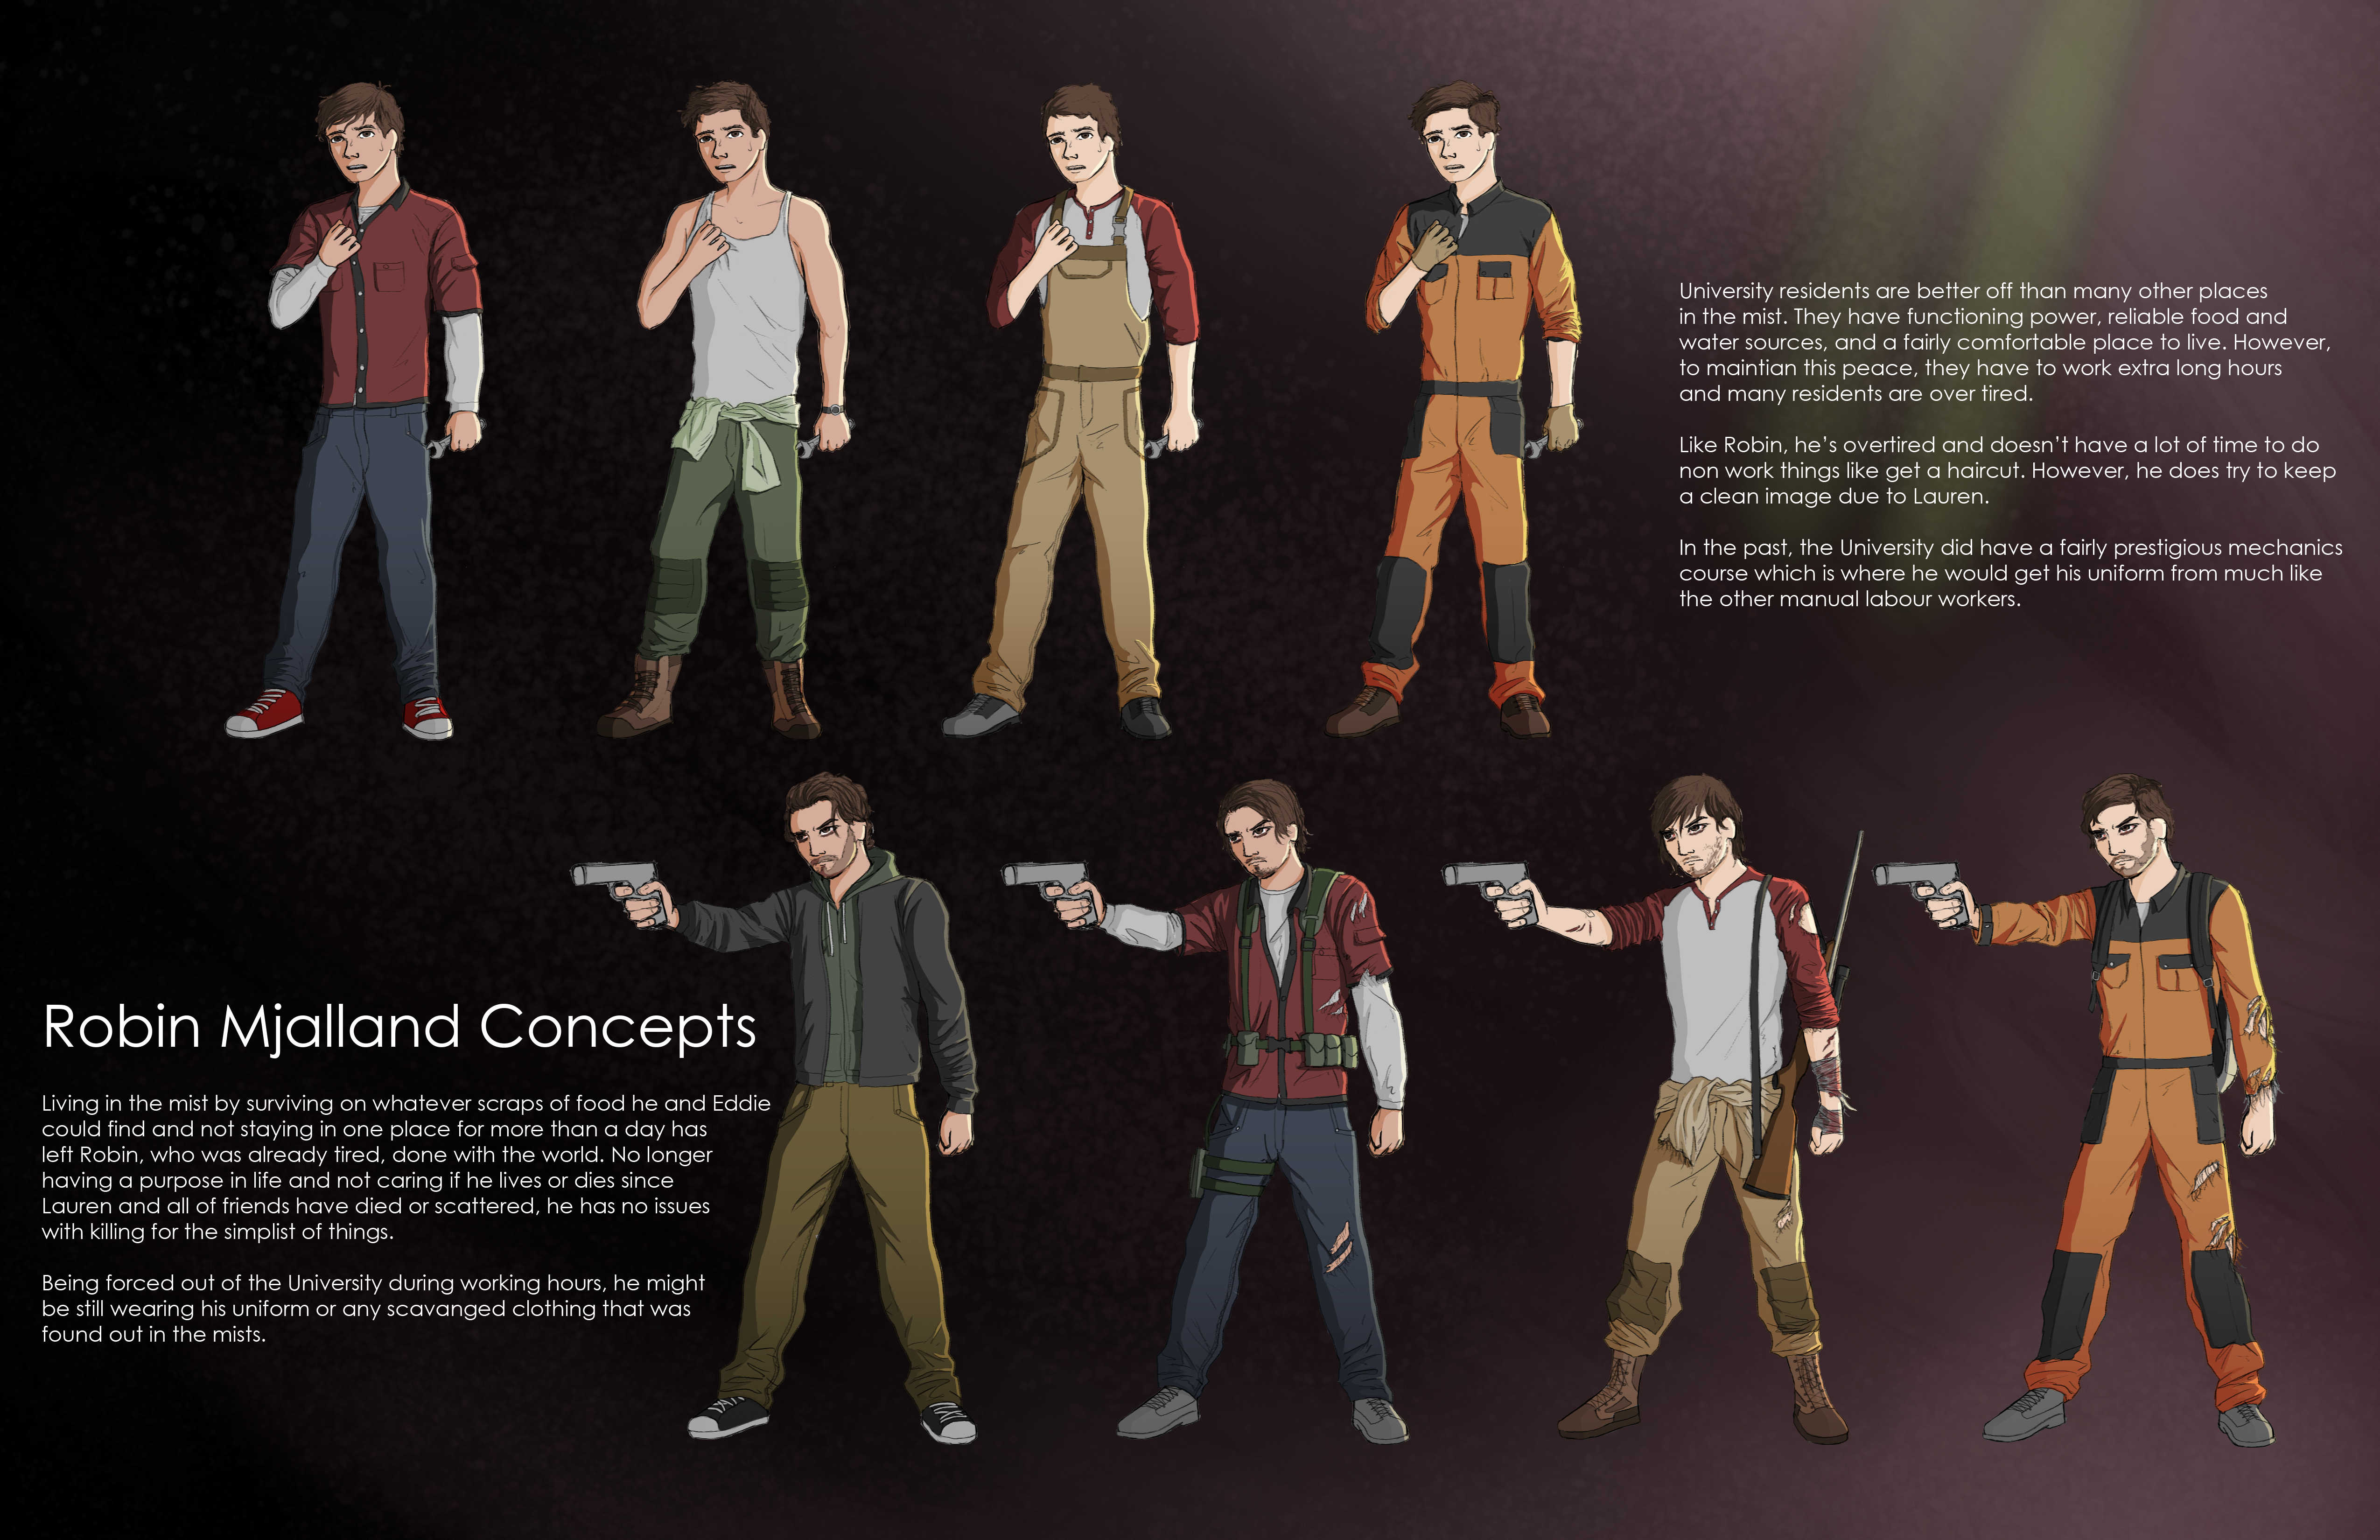 University residents are better off than many other places
in the mist. They have functioning power, reliable food and
water sources, and a fairly comfortable place to live. However,
to maintian this peace, they have to work extra long hours
and many residents are over tired.
Like Robin, he's overtired and doesn't have a lot of time to do
non work things like get a haircut. However, he does try to keep
a clean image due to Lauren.
In the past, the University did have a fairly prestigious mechanics
course which is where he would get his uniform from much like
the other manual labour workers.
Robin Mjalland Concepts
Living in the mist by surviving on whatever scraps of food he and Eddie
could find and not staying in one place for more than a day has
left Robin, who was already tired, done with the world. No longer
having a purpose in life and not caring if he lives or dies since
Lauren and all of friends have died or scattered, he has no issues
with killing for the simplist of things.
Being forced out of the University during working hours, he might
be still wearing his uniform or any scavanged clothing that was
found out in the mists.